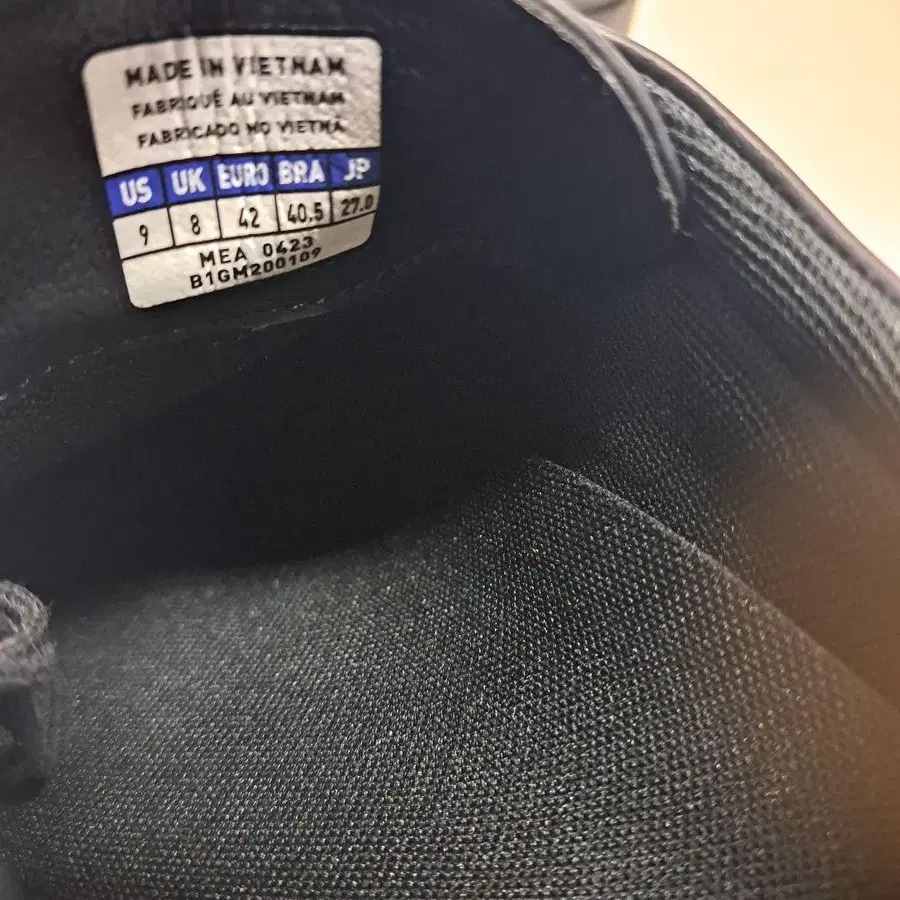 MADE IN VIETNAM
FABRIQUÉ AU VIETNAM
FABRICADO NO VIETNÃ
US UK EURO BRA JP
9 8 42 40.5 27.0
MEA 0423
B1GM200109